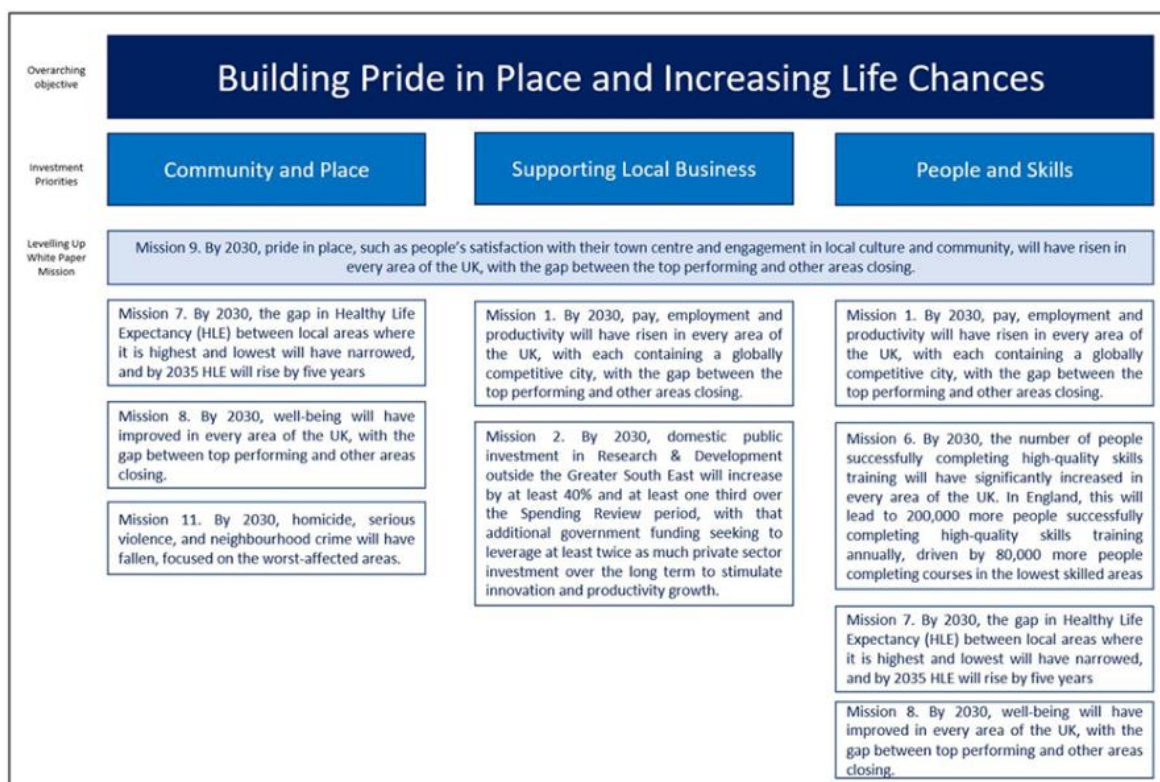 Overarching
objective
Building Pride in Place and Increasing Life Chances
Investment
Priorities
Community and Place
Supporting Local Business
People and Skills
Levelling Up
White Paper
Mission
Mission 9. By 2030, pride in place, such as people's satisfaction with their town centre and engagement in local culture and community, will have risen in
every area of the UK, with the gap between the top performing and other areas closing.
Mission 7. By 2030, the gap in Healthy Life
Expectancy (HLE) between local areas where
it is highest and lowest will have narrowed,
and by 2035 HLE will rise by five years
Mission 8. By 2030, well-being will have
improved in every area of the UK, with the
gap between top performing and other areas
closing.
Mission 11. By 2030, homicide, serious
violence, and neighbourhood crime will have
fallen, focused on the worst-affected areas.
Mission 1. By 2030, pay, employment and
productivity will have risen in every area of
the UK, with each containing a globally
competitive city, with the gap between the
top performing and other areas closing.
Mission 2. By 2030, domestic public
investment in Research & Development
outside the Greater South East will increase
by at least 40% and at least one third over
the Spending Review period, with that
additional government funding seeking to
leverage at least twice as much private sector
investment over the long term to stimulate
innovation and productivity growth.
Mission 1. By 2030, pay, employment and
productivity will have risen in every area of
the UK, with each containing a globally
competitive city, with the gap between the
top performing and other areas closing.
Mission 6. By 2030, the number of people
successfully completing high-quality skills
training will have significantly increased in
every area of the UK. In England, this will
lead to 200,000 more people successfully
completing high-quality skills training
annually, driven by 80,000 more people
completing courses in the lowest skilled areas
Mission 7. By 2030, the gap in Healthy Life
Expectancy (HLE) between local areas where
it is highest and lowest will have narrowed,
and by 2035 HLE will rise by five years
Mission 8. By 2030, well-being will have
improved in every area of the UK, with the
gap between top performing and other areas
closing.